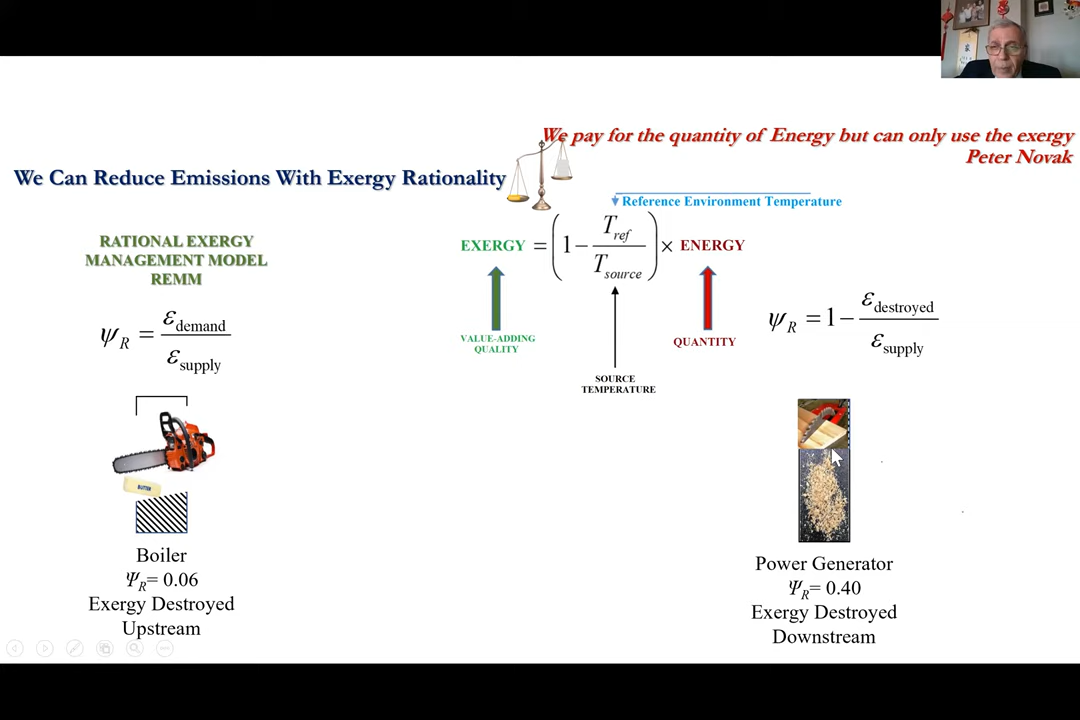 We pay for the quantity of Energy but can only use the exergy
Peter Novak
We Can Reduce Emissions With Exergy Rationality
Reference Environment Temperature
RATIONAL EXERGY
MANAGEMENT MODEL
REMM
EXERGY = (1 − T_ref / T_source) × ENERGY
ψ_R = ε_demand / ε_supply
ψ_R = 1 − ε_destroyed / ε_supply
VALUE-ADDING
QUALITY
QUANTITY
SOURCE
TEMPERATURE
Boiler
Ψ_R = 0.06
Exergy Destroyed
Upstream
Power Generator
Ψ_R = 0.40
Exergy Destroyed
Downstream